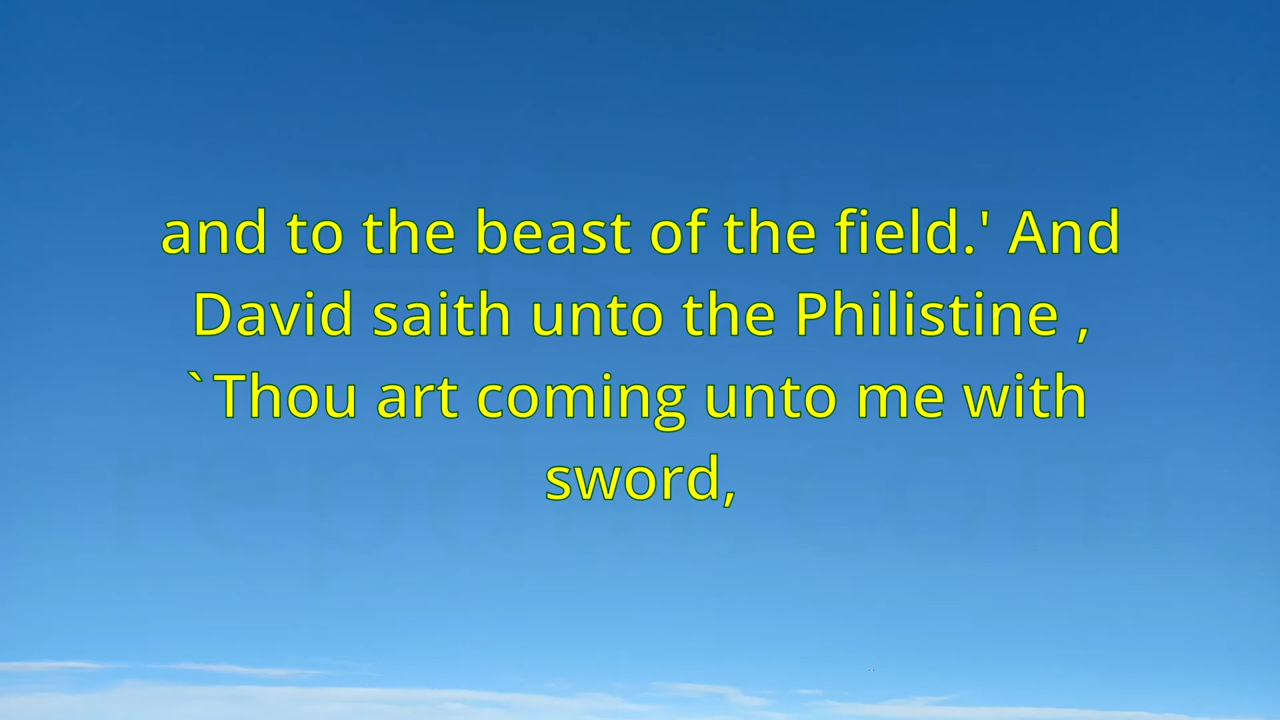 and to the beast of the field.' And
David saith unto the Philistine ,
`Thou art coming unto me with
sword,